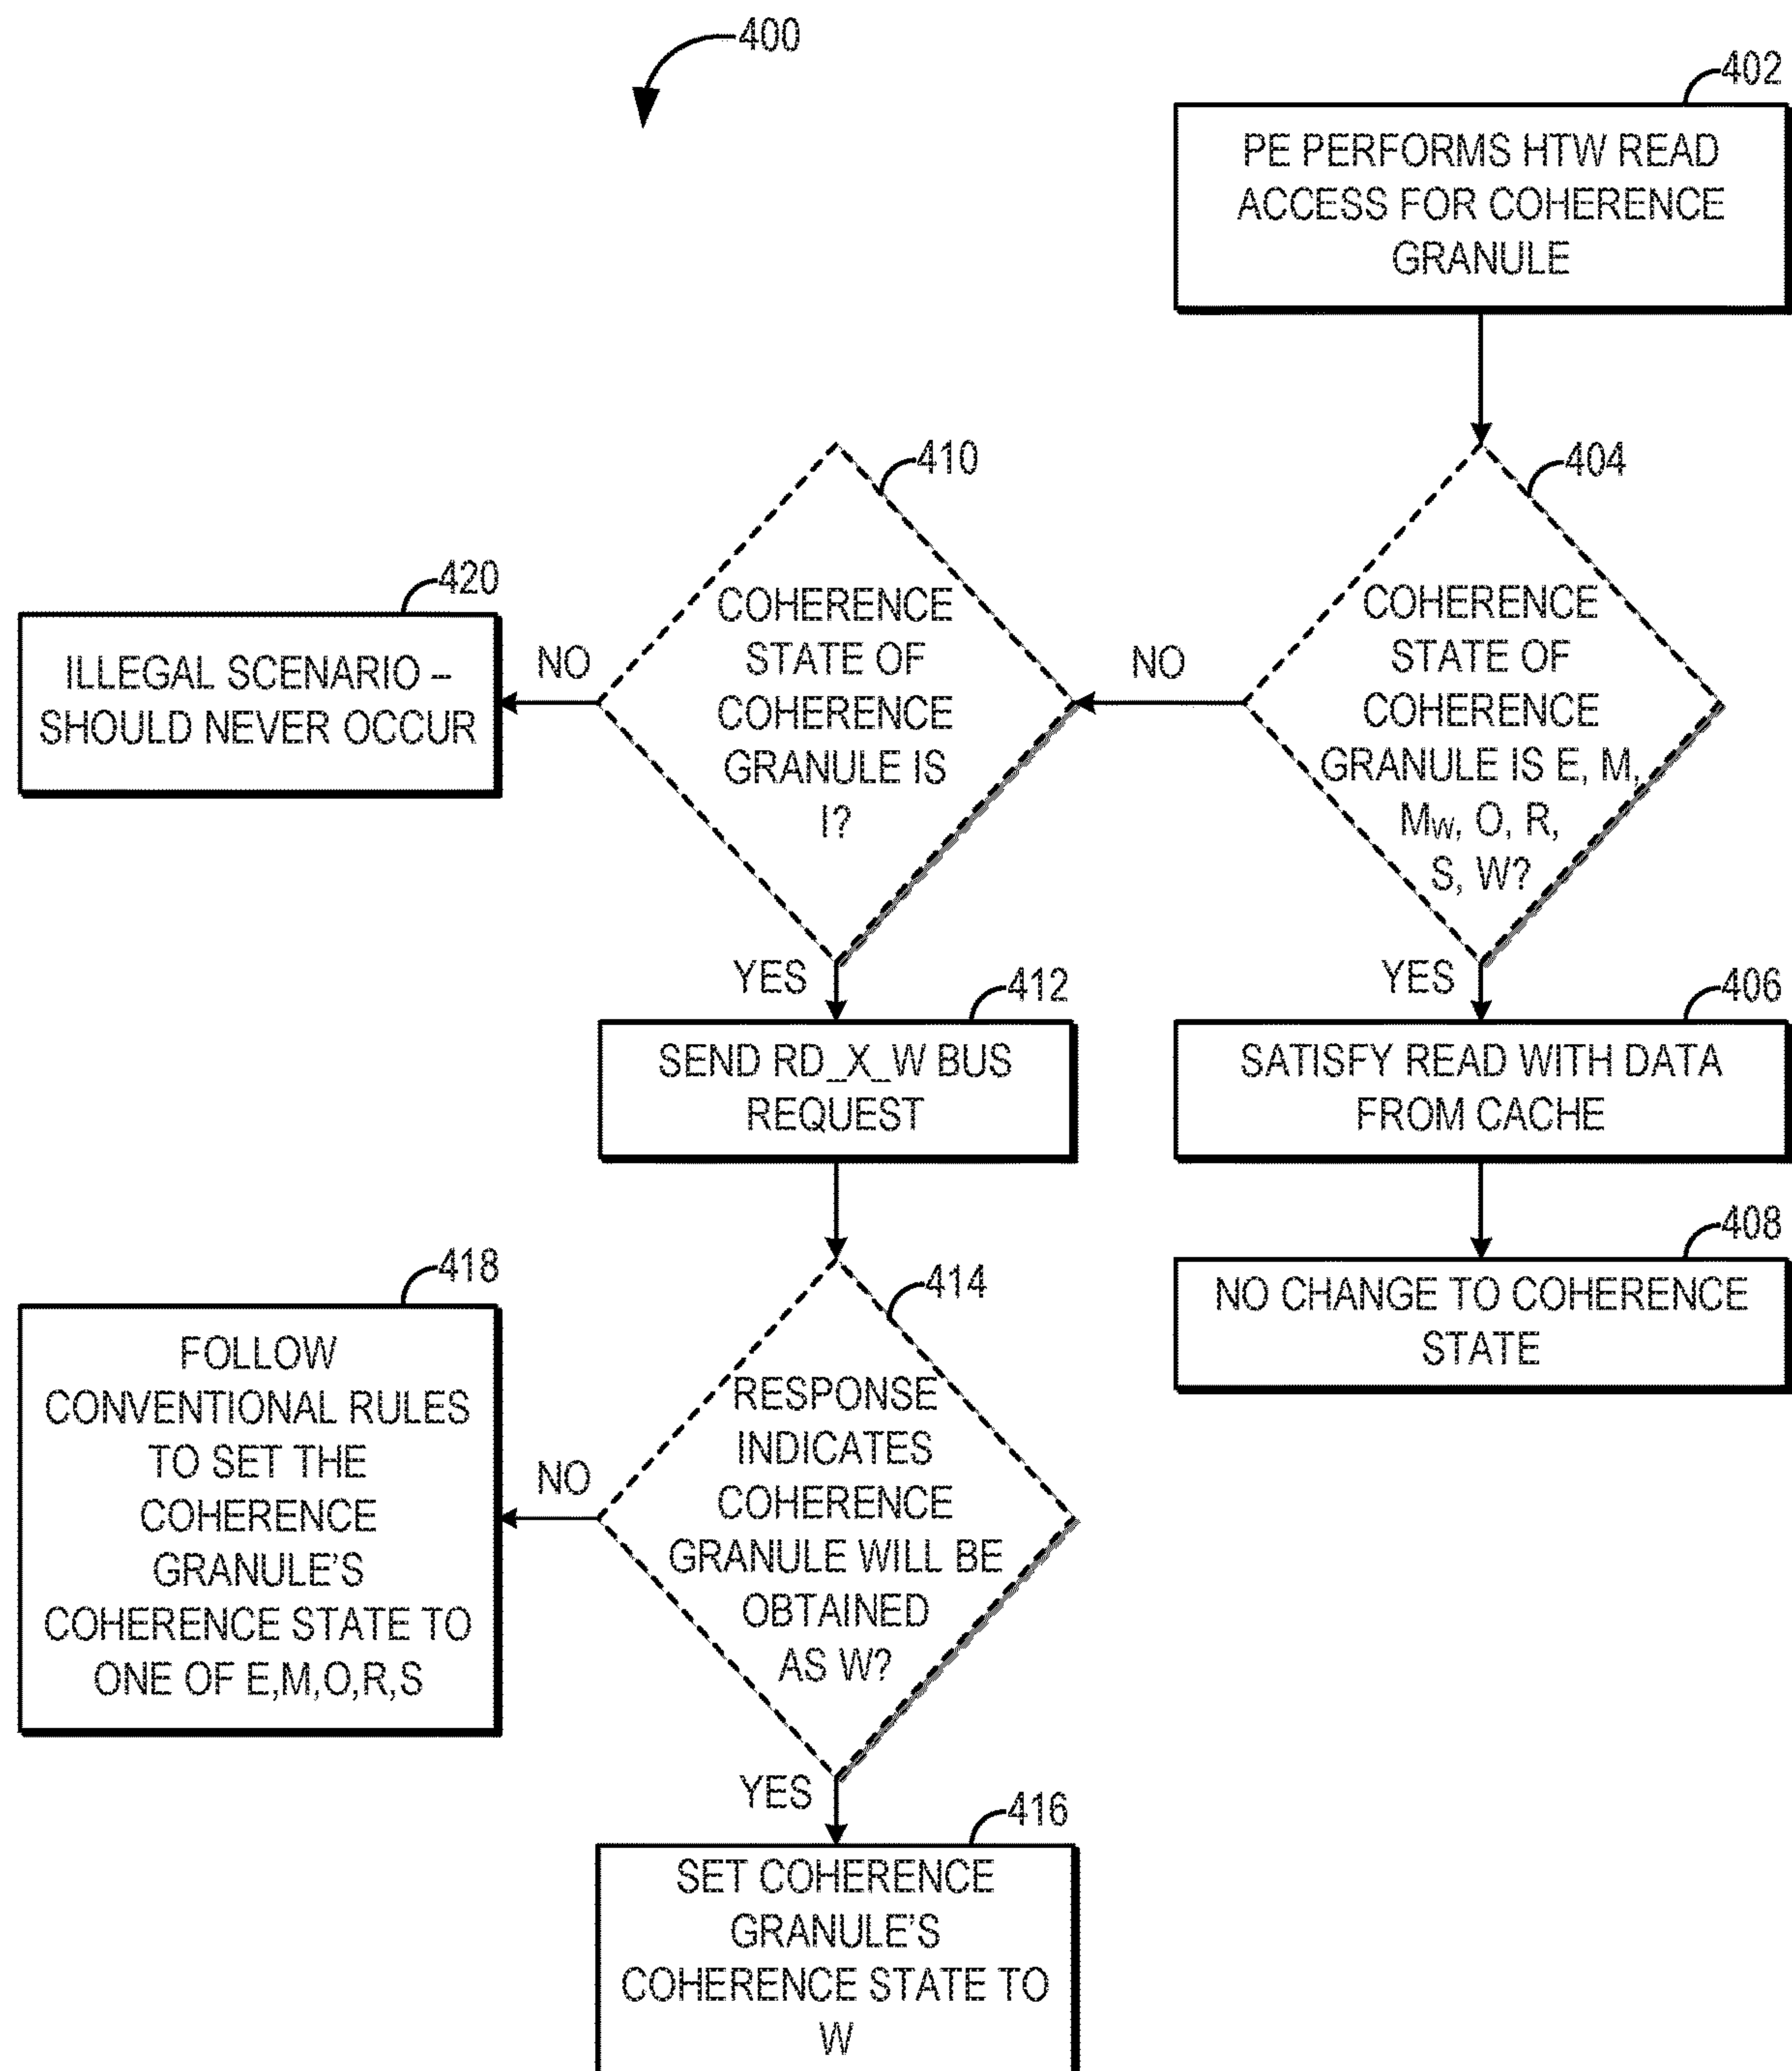 400
402
PE PERFORMS HTW READ
ACCESS FOR COHERENCE
GRANULE
404
COHERENCE
STATE OF
COHERENCE
GRANULE IS E, M,
Mw, O, R,
S, W?
NO
YES
406
SATISFY READ WITH DATA
FROM CACHE
408
NO CHANGE TO COHERENCE
STATE
410
COHERENCE
STATE OF
COHERENCE
GRANULE IS
I?
NO
YES
420
ILLEGAL SCENARIO –
SHOULD NEVER OCCUR
412
SEND RD_X_W BUS
REQUEST
414
RESPONSE
INDICATES
COHERENCE
GRANULE WILL BE
OBTAINED
AS W?
NO
YES
418
FOLLOW
CONVENTIONAL RULES
TO SET THE
COHERENCE
GRANULE'S
COHERENCE STATE TO
ONE OF E,M,O,R,S
416
SET COHERENCE
GRANULE'S
COHERENCE STATE TO
W